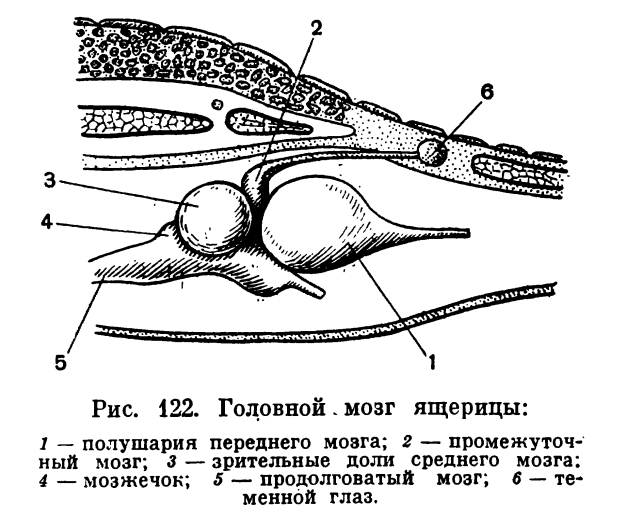 2
6
3
4
5
1
Рис. 122. Головной мозг ящерицы:
1 — полушария переднего мозга; 2 — промежуточ-
ный мозг; 3 — зрительные доли среднего мозга;
4 — мозжечок; 5 — продолговатый мозг; 6 — те-
менной глаз.